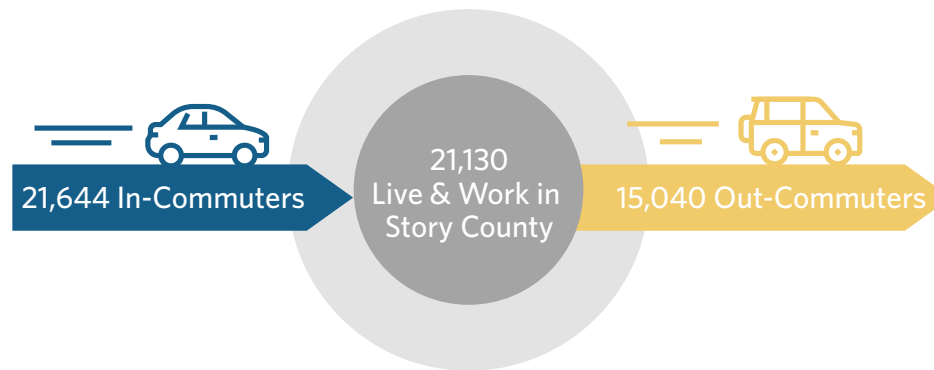 21,644 In-Commuters
21,130
Live & Work in
Story County
15,040 Out-Commuters